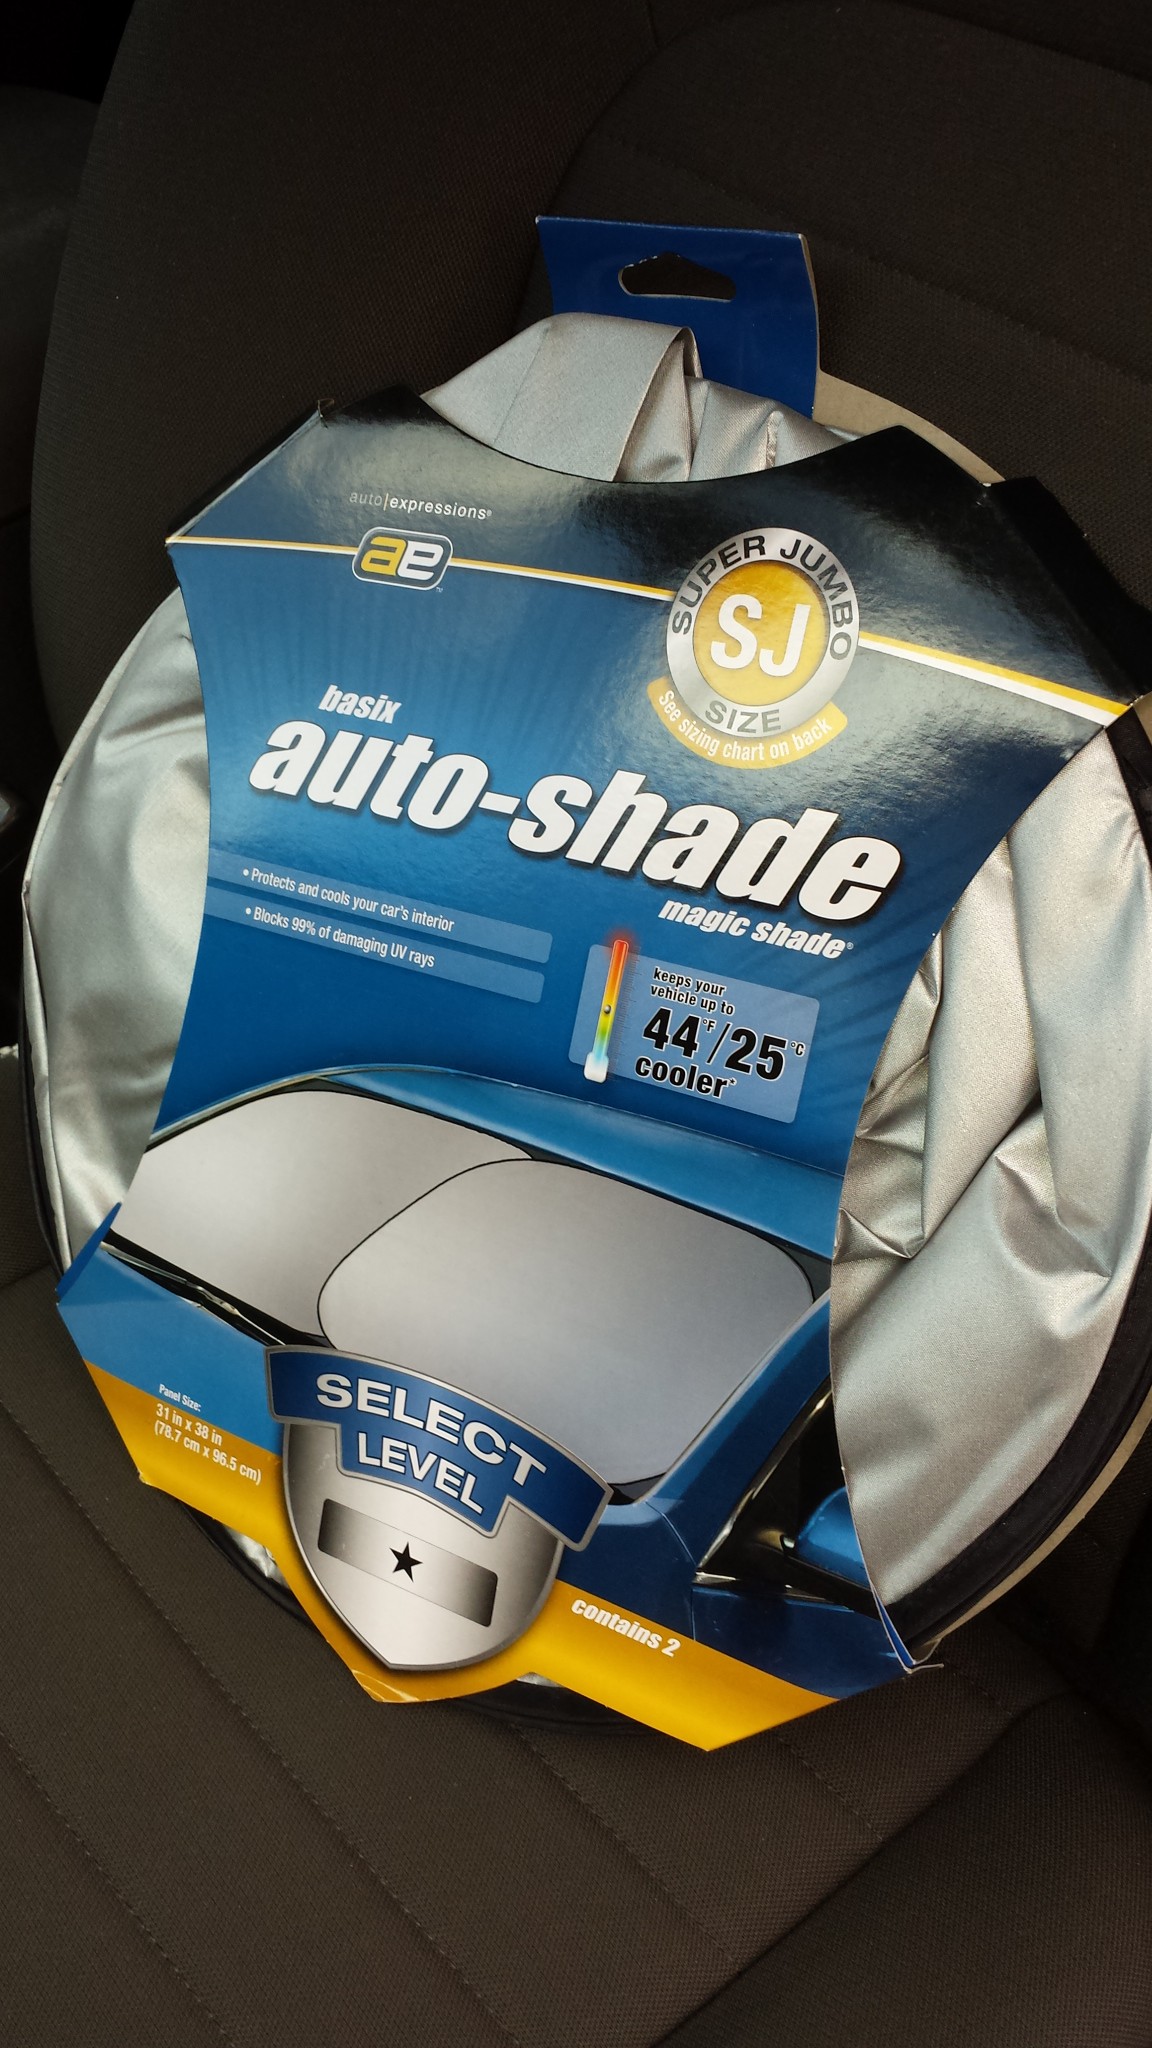 auto|expressions®
ae™
SUPER JUMBO
SJ
SIZE
See sizing chart on back
basix
auto-shade
magic shade®
• Protects and cools your car's interior
• Blocks 99% of damaging UV rays
keeps your
vehicle up to
44°F/25°C
cooler*
Panel Size:
31 in x 38 in
(78.7 cm x 96.5 cm)
SELECT
LEVEL
contains 2